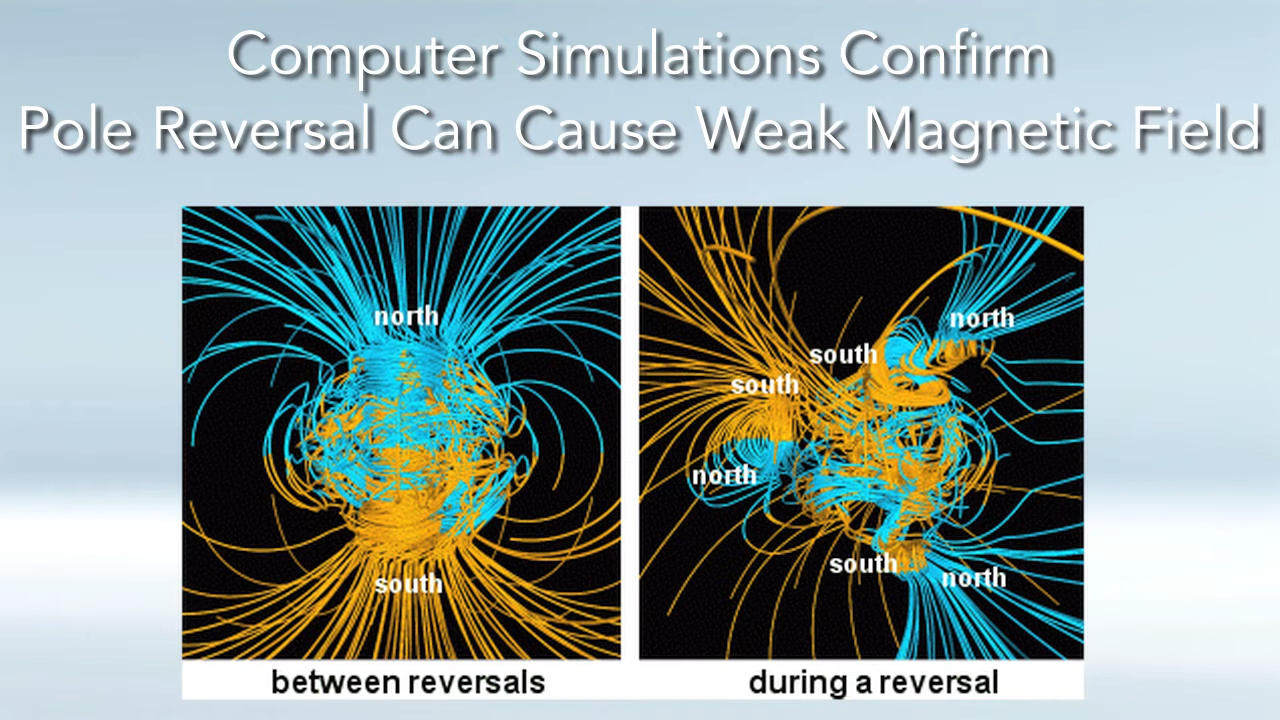 Computer Simulations Confirm
Pole Reversal Can Cause Weak Magnetic Field
north
south
between reversals
north
south
south
north
south
north
during a reversal